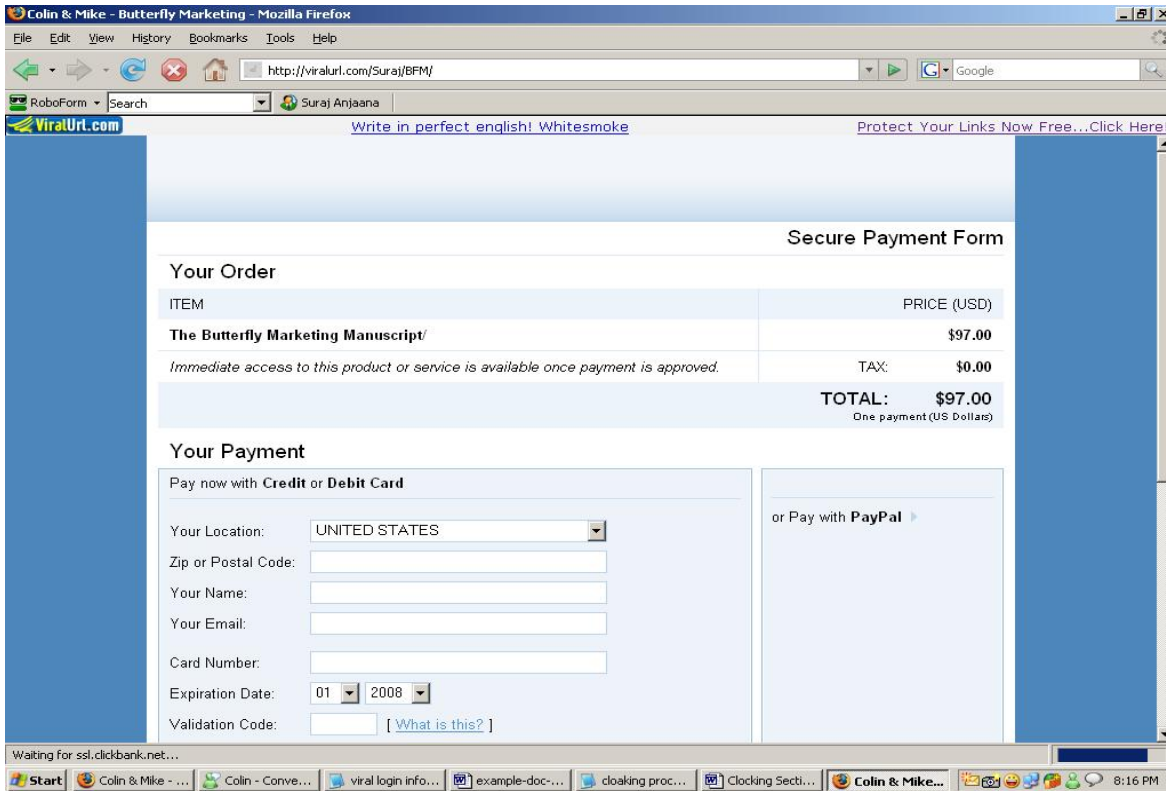 Colin & Mike - Butterfly Marketing - Mozilla Firefox
File Edit View History Bookmarks Tools Help
http://viralurl.com/Suraj/BFM/ G Google
RoboForm Search Suraj Anjaana
ViralUrl.com Write in perfect english! Whitesmoke Protect Your Links Now Free...Click Here
Secure Payment Form
Your Order
ITEM PRICE (USD)
The Butterfly Marketing Manuscript/ $97.00
Immediate access to this product or service is available once payment is approved. TAX: $0.00
TOTAL: $97.00
One payment (US Dollars)
Your Payment
Pay now with Credit or Debit Card
or Pay with PayPal
Your Location: UNITED STATES
Zip or Postal Code:
Your Name:
Your Email:
Card Number:
Expiration Date: 01 2008
Validation Code: [ What is this? ]
Waiting for ssl.clickbank.net...
Start Colin & Mike - ... Colin - Conve... viral login info... example-doc-... cloaking proc... Clocking Secti... Colin & Mike... 8:16 PM